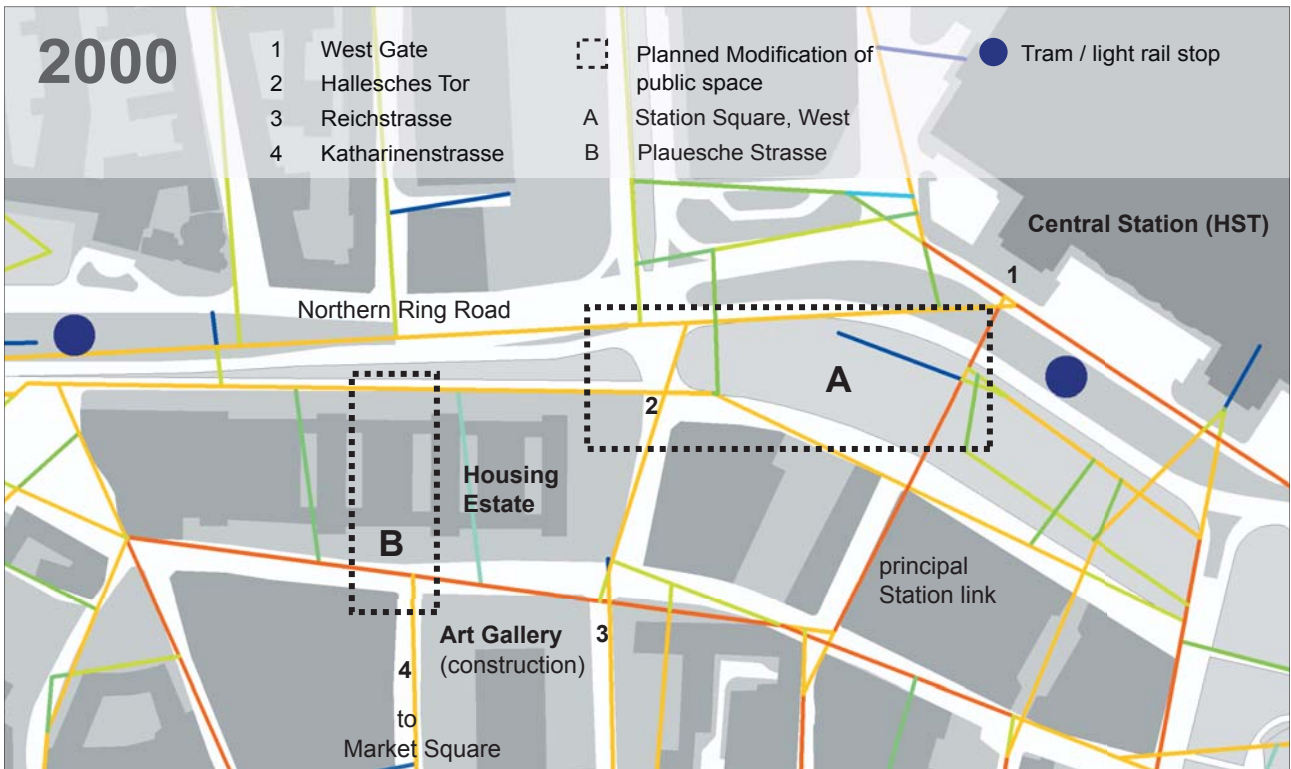 2000
1 West Gate
2 Hallesches Tor
3 Reichstrasse
4 Katharinenstrasse
Planned Modification of
public space
A Station Square, West
B Plauesche Strasse
Tram / light rail stop
Central Station (HST)
1
Northern Ring Road
A
2
Housing
Estate
B
principal
Station link
Art Gallery
(construction)
3
4
to
Market Square